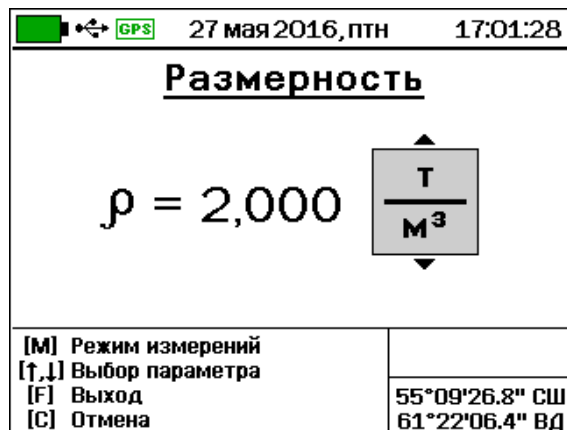 GPS 27 мая 2016, птн 17:01:28
Размерность
ρ = 2,000 т/м³
[M] Режим измерений
[↑,↓] Выбор параметра
[F] Выход
[C] Отмена
55°09'26.8" СШ
61°22'06.4" ВД